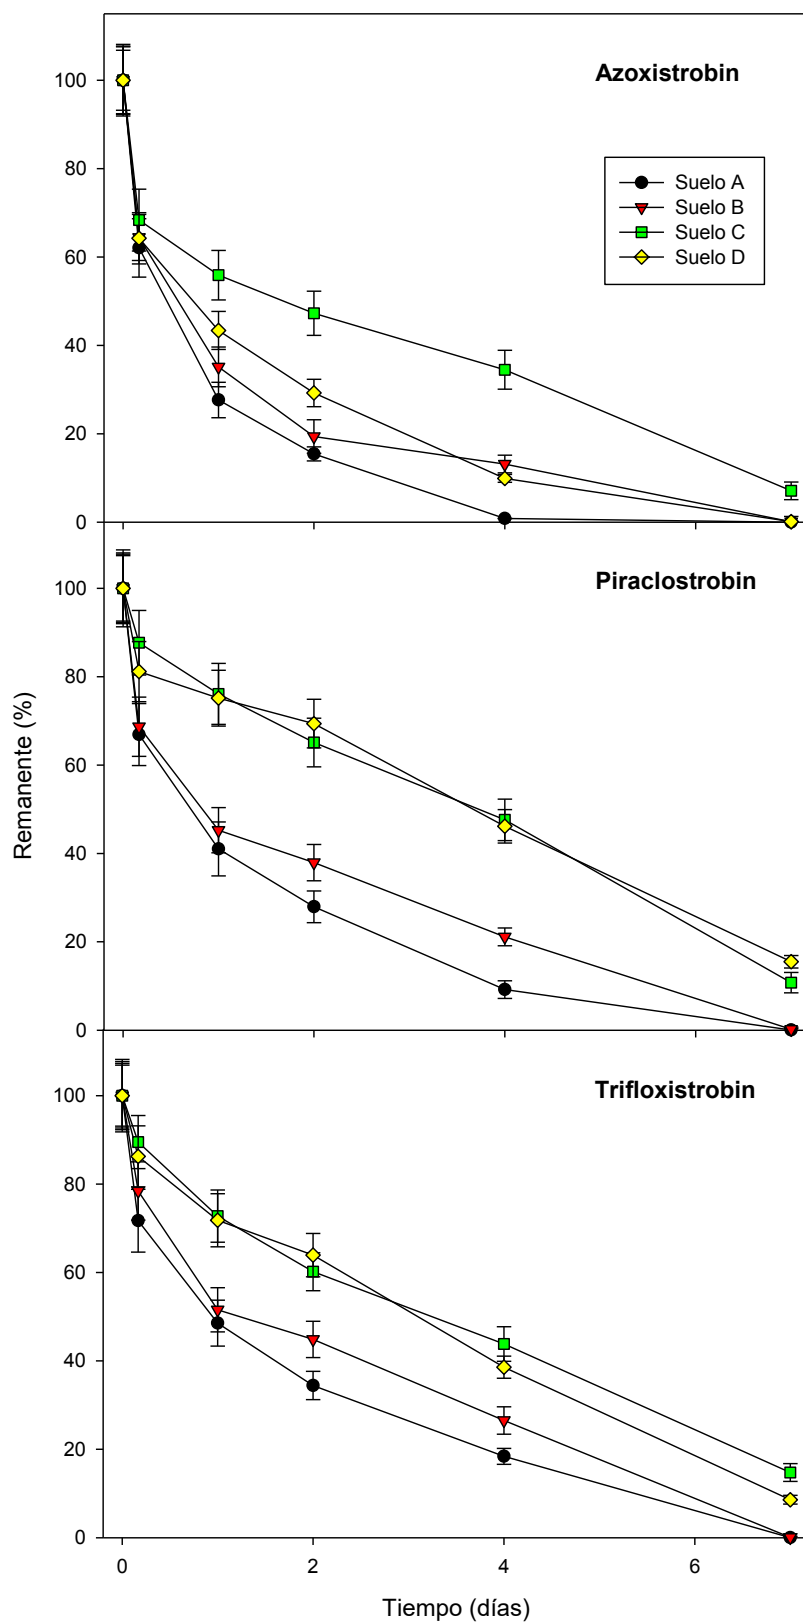 Azoxistrobin
Suelo A
Suelo B
Suelo C
Suelo D
100
80
60
40
20
0
Piraclostrobin
100
80
60
40
20
0
Remanente (%)
Trifloxistrobin
100
80
60
40
20
0
0 2 4 6
Tiempo (días)